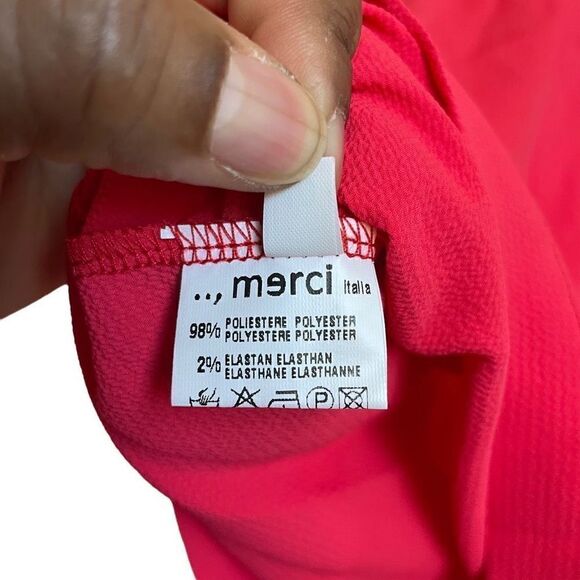 .., mərci Italia
98% POLIESTERE POLYESTER
POLYESTERE POLYESTER
2% ELASTAN ELASTHAN
ELASTHANE ELASTHANNE
P